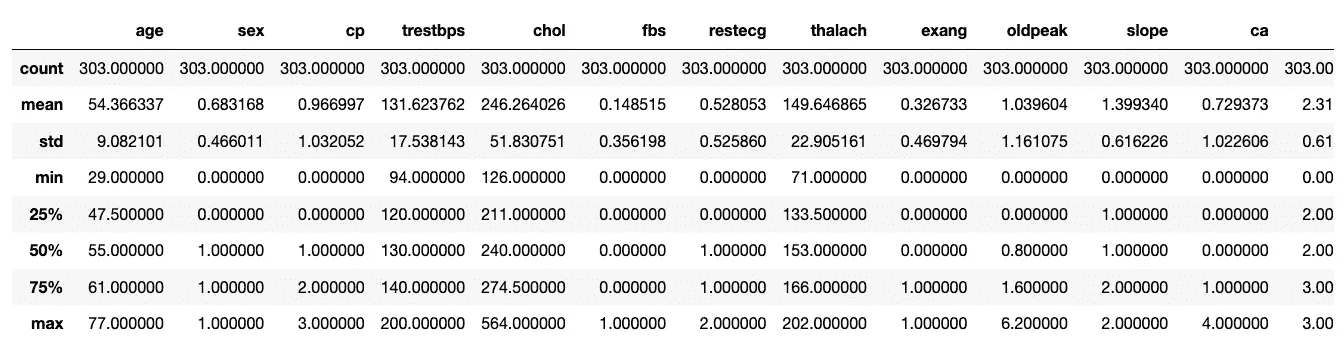 age sex cp trestbps chol fbs restecg thalach exang oldpeak slope ca
count 303.000000 303.000000 303.000000 303.000000 303.000000 303.000000 303.000000 303.000000 303.000000 303.000000 303.000000 303.000000 303.00
mean 54.366337 0.683168 0.966997 131.623762 246.264026 0.148515 0.528053 149.646865 0.326733 1.039604 1.399340 0.729373 2.31
std 9.082101 0.466011 1.032052 17.538143 51.830751 0.356198 0.525860 22.905161 0.469794 1.161075 0.616226 1.022606 0.61
min 29.000000 0.000000 0.000000 94.000000 126.000000 0.000000 0.000000 71.000000 0.000000 0.000000 0.000000 0.000000 0.00
25% 47.500000 0.000000 0.000000 120.000000 211.000000 0.000000 0.000000 133.500000 0.000000 0.000000 1.000000 0.000000 2.00
50% 55.000000 1.000000 1.000000 130.000000 240.000000 0.000000 1.000000 153.000000 0.000000 0.800000 1.000000 0.000000 2.00
75% 61.000000 1.000000 2.000000 140.000000 274.500000 0.000000 1.000000 166.000000 1.000000 1.600000 2.000000 1.000000 3.00
max 77.000000 1.000000 3.000000 200.000000 564.000000 1.000000 2.000000 202.000000 1.000000 6.200000 2.000000 4.000000 3.00